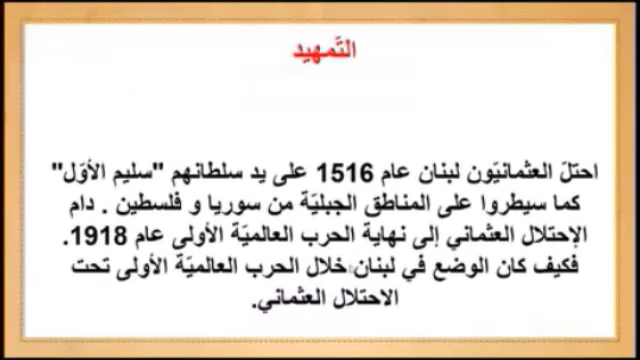 التّمهيد
احتلّ العثمانيّون لبنان عام 1516 على يد سلطانهم "سليم الأوّل"
كما سيطروا على المناطق الجبليّة من سوريا و فلسطين . دام
الإحتلال العثماني إلى نهاية الحرب العالميّة الأولى عام 1918.
فكيف كان الوضع في لبنان خلال الحرب العالميّة الأولى تحت
الاحتلال العثماني.